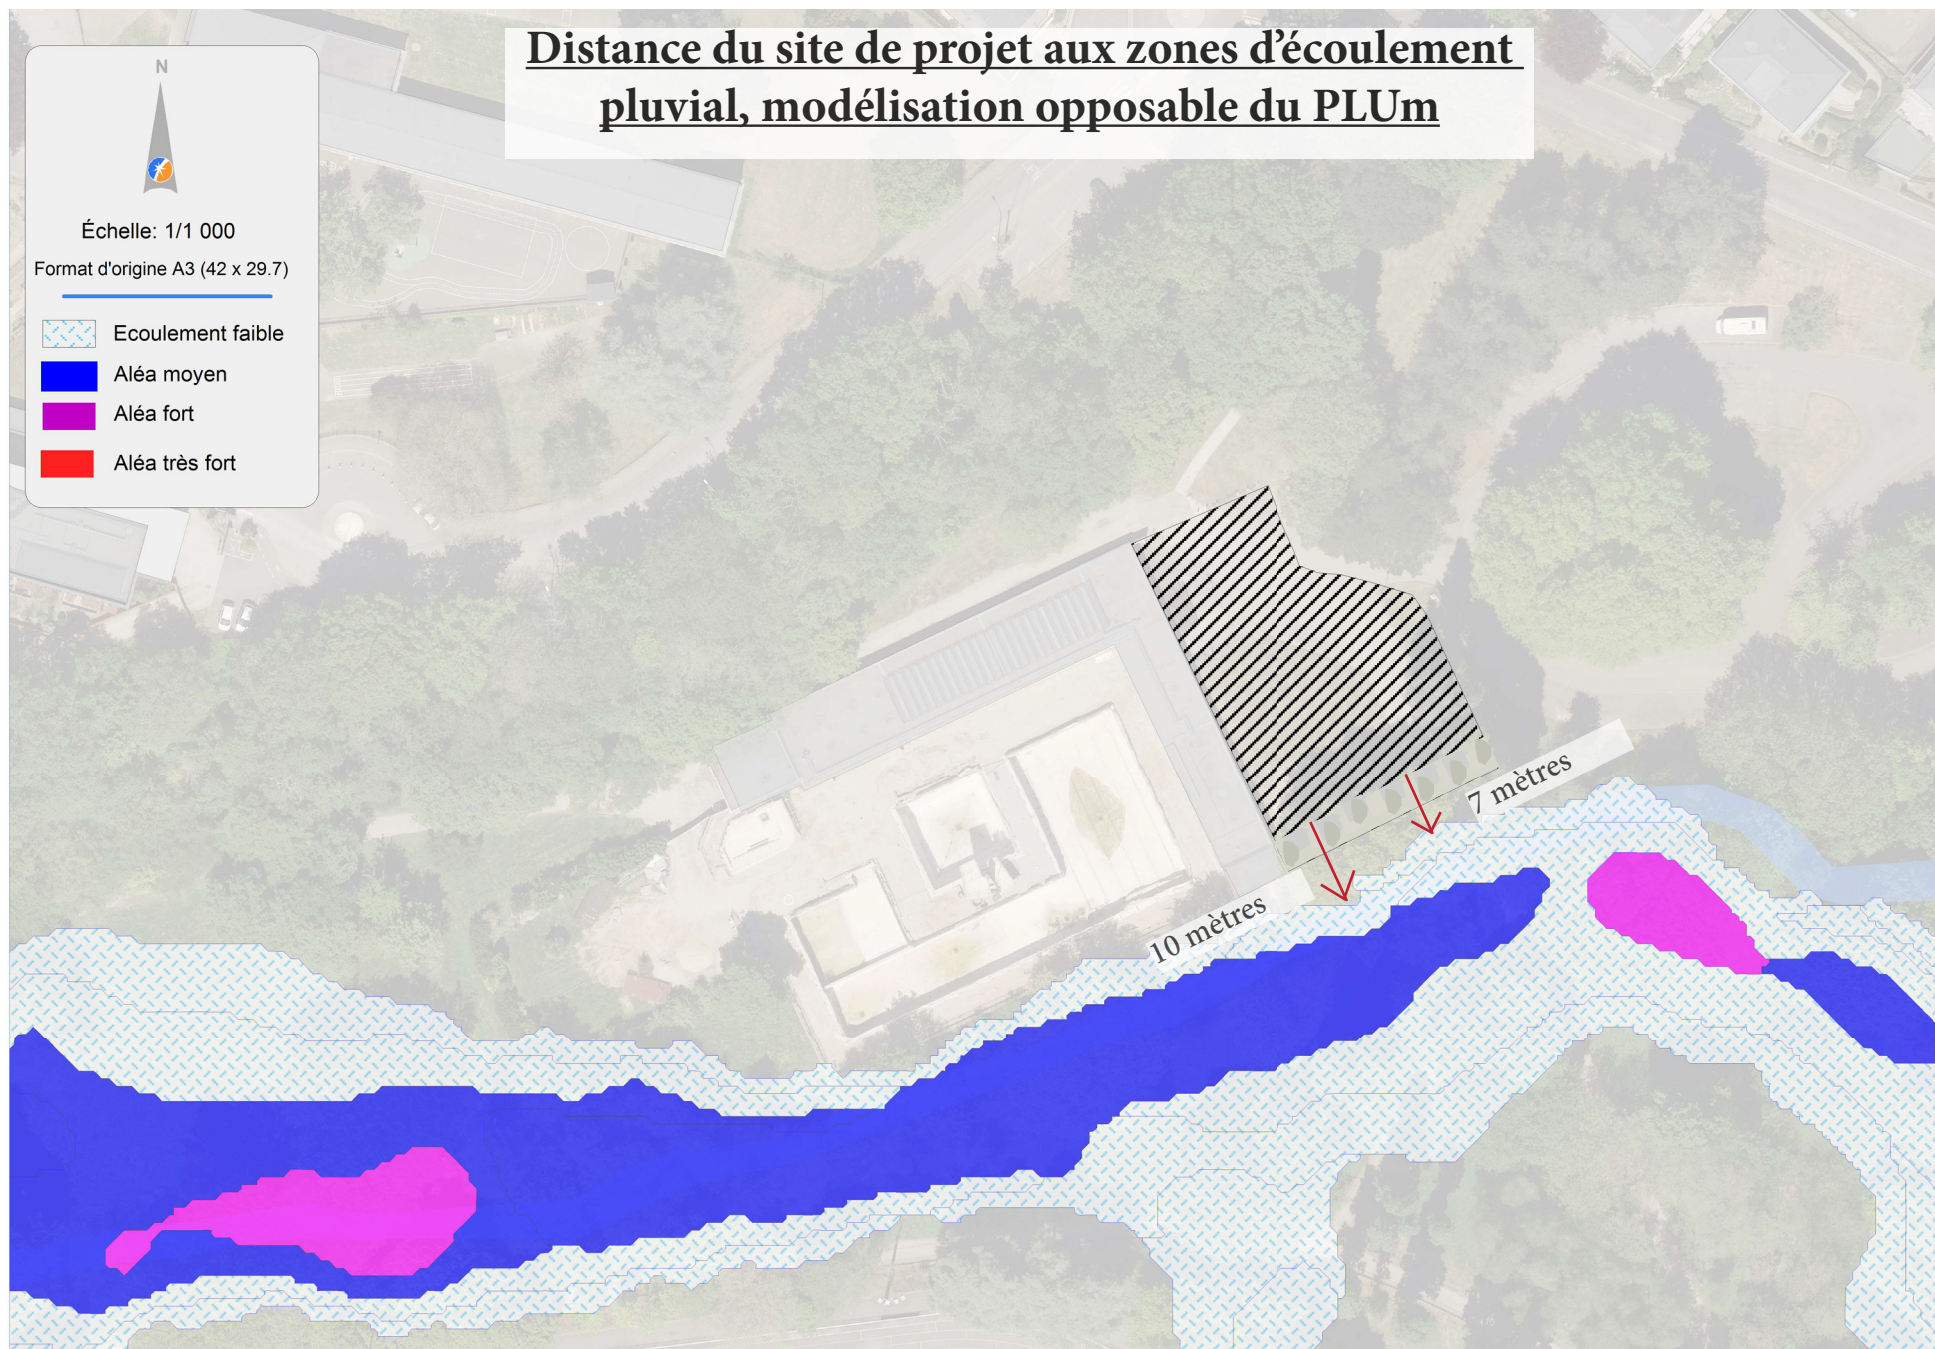 Distance du site de projet aux zones d’écoulement
pluvial, modélisation opposable du PLUm
N
Échelle: 1/1 000
Format d'origine A3 (42 x 29.7)
Ecoulement faible
Aléa moyen
Aléa fort
Aléa très fort
7 mètres
10 mètres